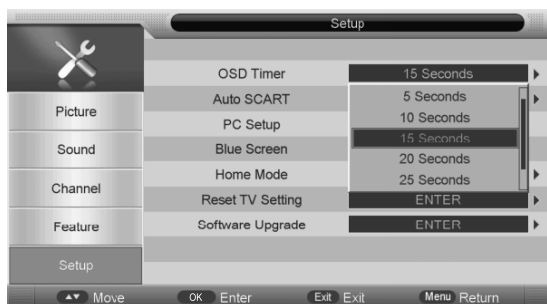 Setup
OSD Timer 15 Seconds
Auto SCART 5 Seconds
Picture 10 Seconds
PC Setup
15 Seconds
Sound Blue Screen 20 Seconds
Home Mode 25 Seconds
Channel
Reset TV Setting ENTER
Feature Software Upgrade ENTER
Setup
Move OK Enter Exit Exit Menu Return